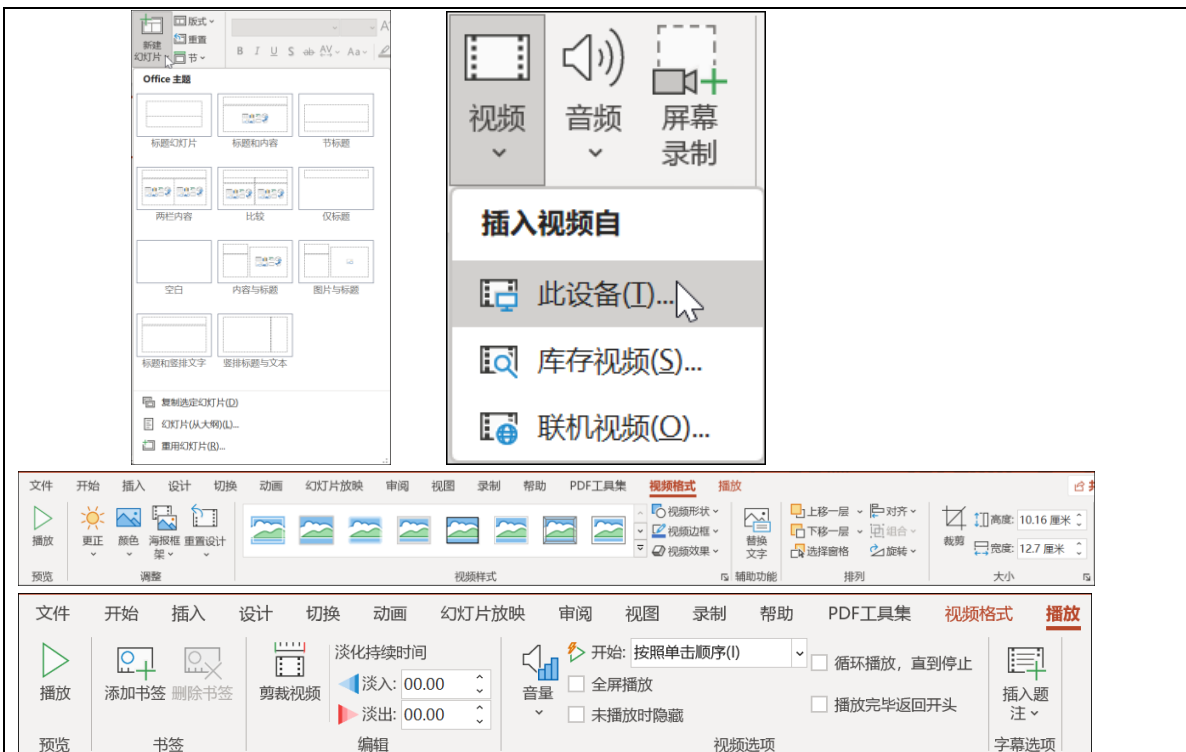 版式
新建
幻灯片
重置
节
B I U S ab AV Aa
Office 主题
标题幻灯片 标题和内容 节标题
两栏内容 比较 仅标题
空白 内容与标题 图片与标题
标题和竖排文字 竖排标题与文本
复制选定幻灯片(D)
幻灯片(从大纲)(L)...
重用幻灯片(R)...
视频 音频 屏幕
录制
插入视频自
此设备(T)...
库存视频(S)...
联机视频(O)...
文件 开始 插入 设计 切换 动画 幻灯片放映 审阅 视图 录制 帮助 PDF工具集 视频格式 播放
播放 更正 颜色 海报框 重置设计
架
视频形状
视频边框
视频效果
替换
文字
上移一层 对齐
下移一层 组合
选择窗格 旋转
裁剪
高度: 10.16 厘米
宽度: 12.7 厘米
预览 调整 视频样式 辅助功能 排列 大小
文件 开始 插入 设计 切换 动画 幻灯片放映 审阅 视图 录制 帮助 PDF工具集 视频格式 播放
播放 添加书签 删除书签 剪裁视频
淡化持续时间
淡入: 00.00
淡出: 00.00
音量
开始: 按照单击顺序(I)
全屏播放
未播放时隐藏
循环播放，直到停止
播放完毕返回开头
插入题
注
预览 书签 编辑 视频选项 字幕选项